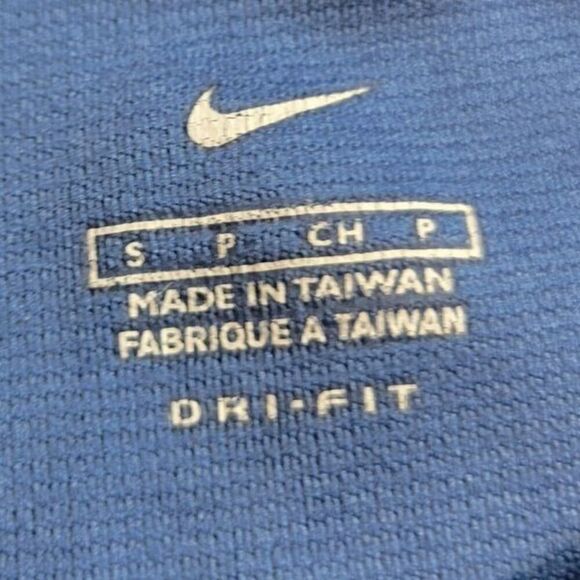 S P CH P
MADE IN TAIWAN
FABRIQUE A TAIWAN
DRI-FIT